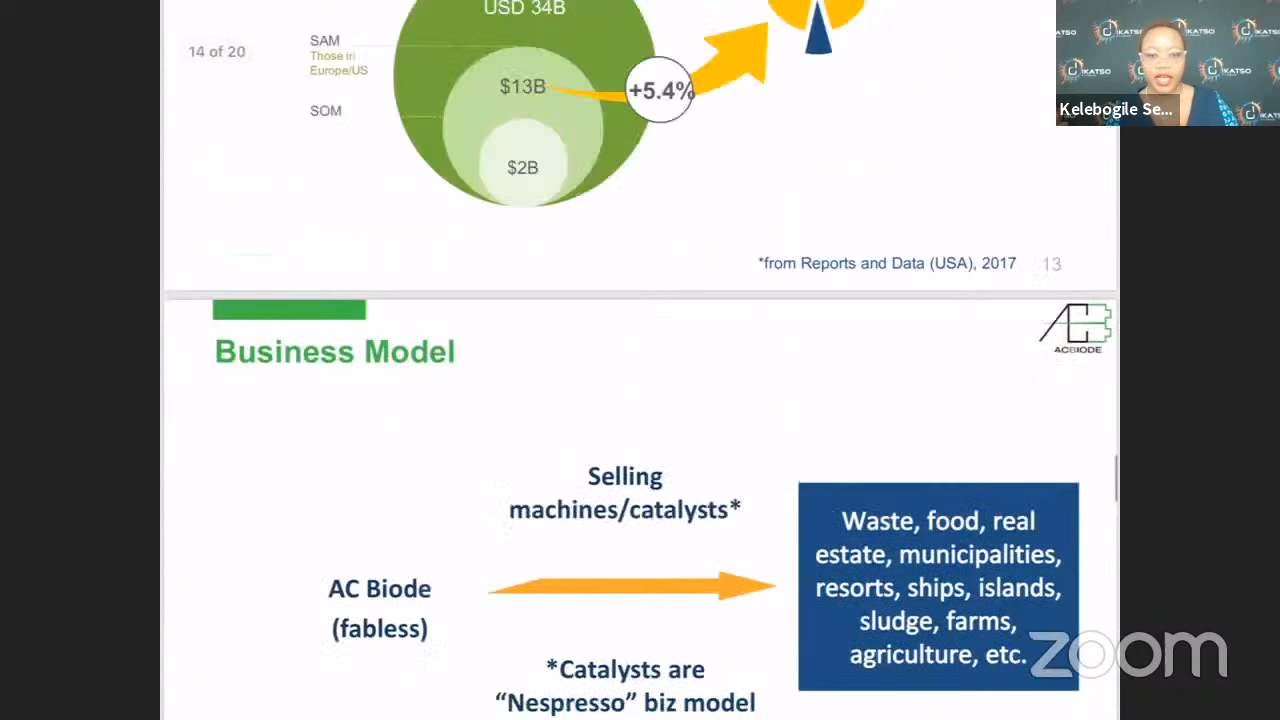 USD 34B
14 of 20
SAM
Those in
Europe/US
$13B
+5.4%
SOM
$2B
*from Reports and Data (USA), 2017
13
IKATSO
IKATSO
Kelebogile Se...
Business Model
ACBIODE
Selling
machines/catalysts*
AC Biode
(fabless)
*Catalysts are
“Nespresso” biz model
Waste, food, real
estate, municipalities,
resorts, ships, islands,
sludge, farms,
agriculture, etc.
zoom